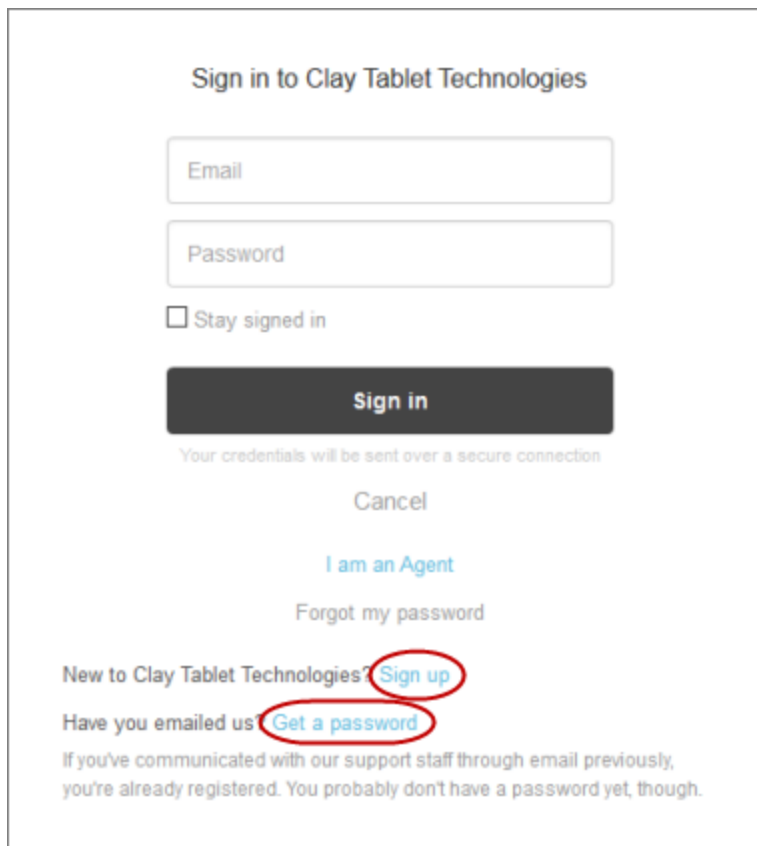 Sign in to Clay Tablet Technologies
Email
Password
Stay signed in
Sign in
Your credentials will be sent over a secure connection
Cancel
I am an Agent
Forgot my password
New to Clay Tablet Technologies? Sign up
Have you emailed us? Get a password
If you've communicated with our support staff through email previously,
you're already registered. You probably don't have a password yet, though.